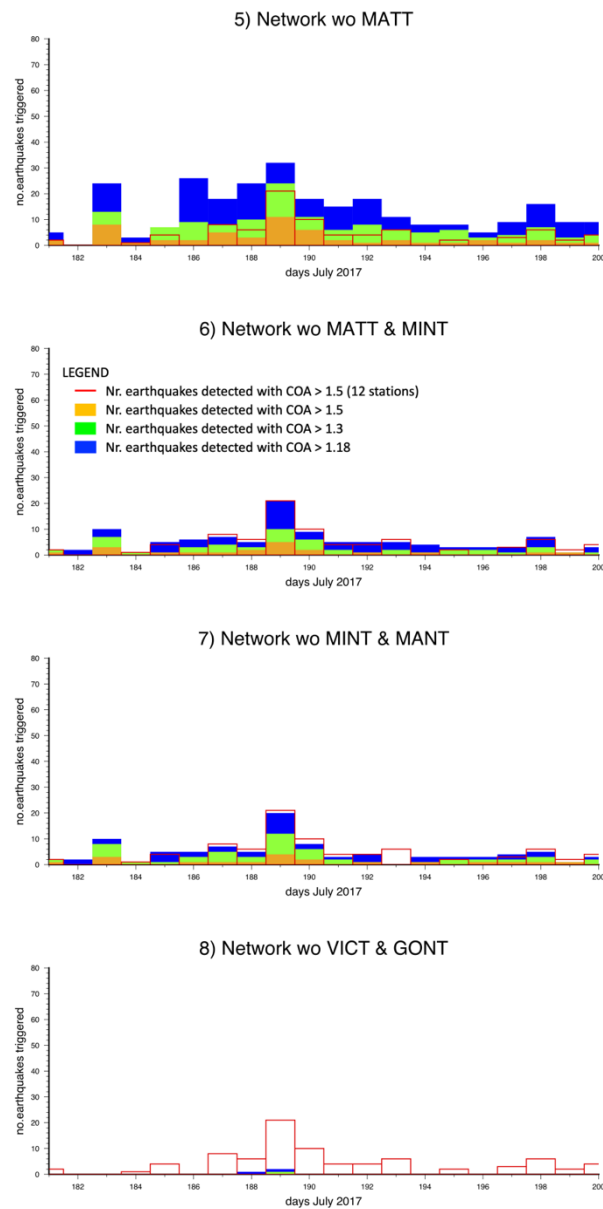 5) Network wo MATT
80
70
60
50
40
30
20
10
0
no.earthquakes triggered
182 184 186 188 190 192 194 196 198 200
days July 2017
6) Network wo MATT & MINT
80
70
60
50
40
30
20
10
0
no.earthquakes triggered
LEGEND
Nr. earthquakes detected with COA > 1.5 (12 stations)
Nr. earthquakes detected with COA > 1.5
Nr. earthquakes detected with COA > 1.3
Nr. earthquakes detected with COA > 1.18
182 184 186 188 190 192 194 196 198 200
days July 2017
7) Network wo MINT & MANT
80
70
60
50
40
30
20
10
0
no.earthquakes triggered
182 184 186 188 190 192 194 196 198 200
days July 2017
8) Network wo VICT & GONT
80
70
60
50
40
30
20
10
0
no.earthquakes triggered
182 184 186 188 190 192 194 196 198 200
days July 2017